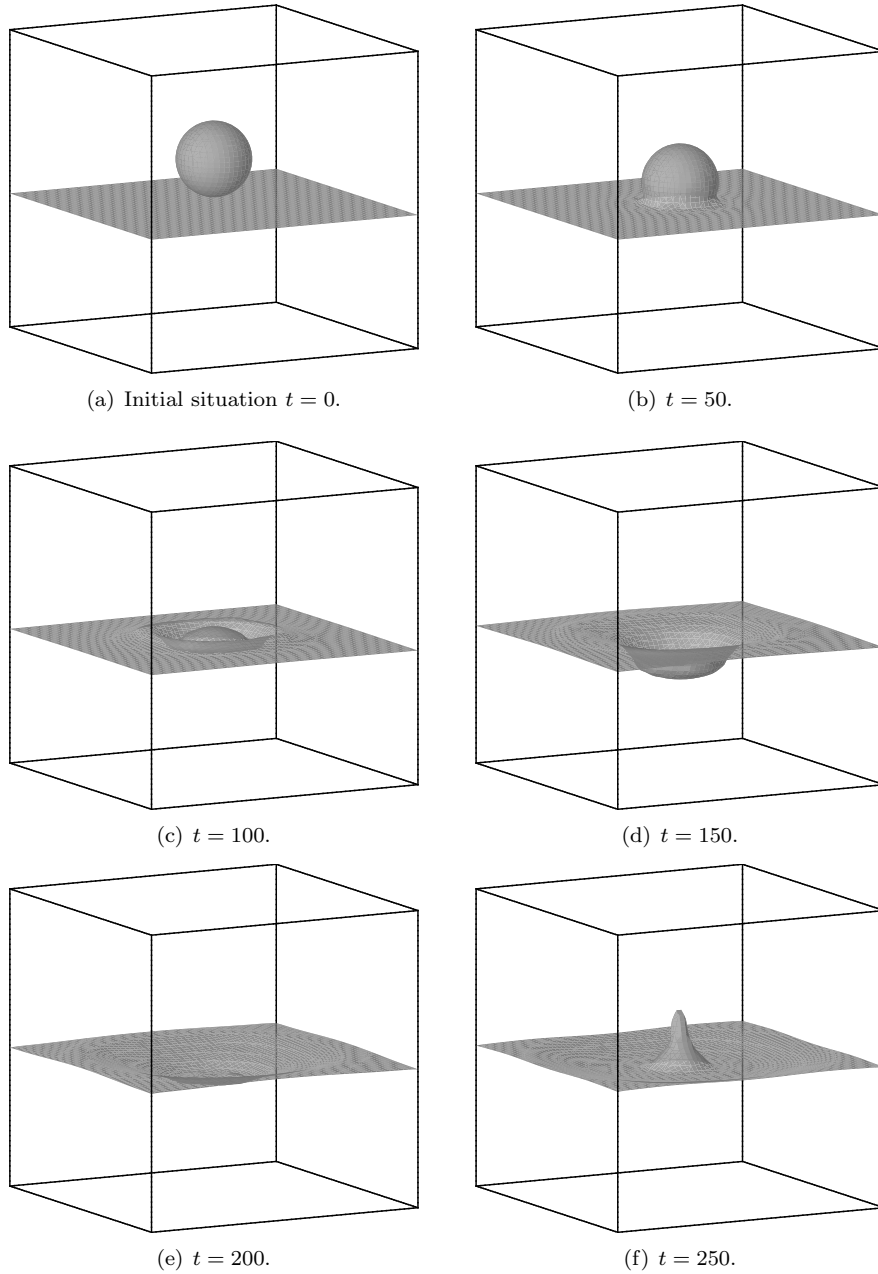 (a) Initial situation t = 0.
(b) t = 50.
(c) t = 100.
(d) t = 150.
(e) t = 200.
(f) t = 250.